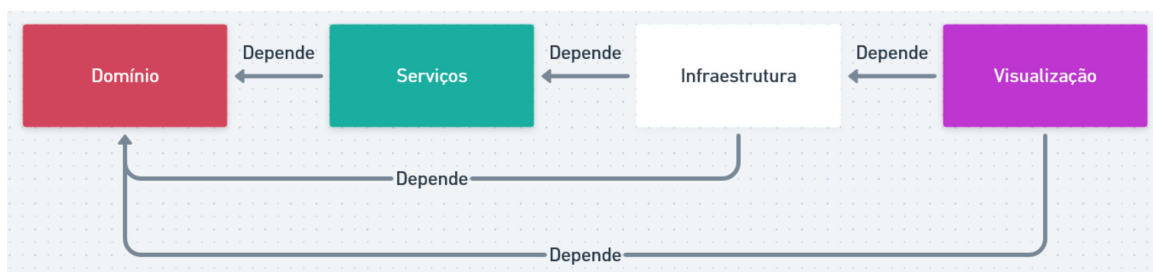 Depende
Depende
Depende
Domínio
Serviços
Infraestrutura
Visualização
Depende
Depende